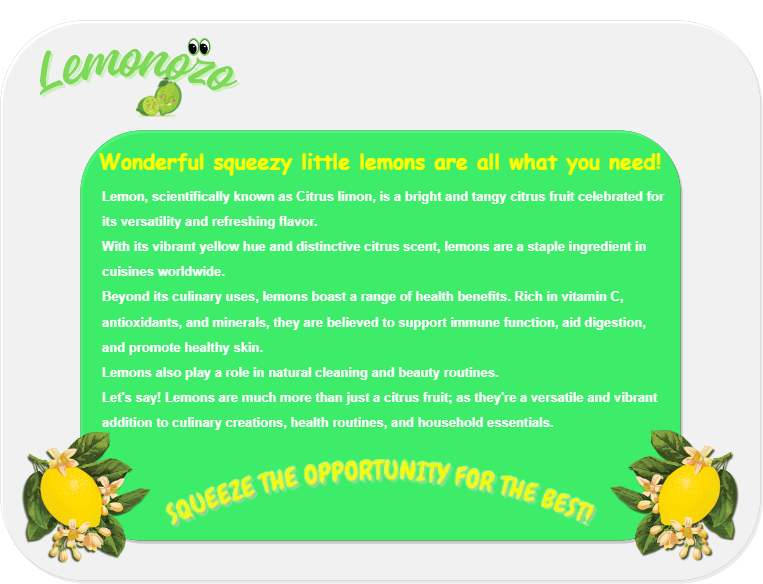 Lemonozo
Wonderful squeezy little lemons are all what you need!
Lemon, scientifically known as Citrus limon, is a bright and tangy citrus fruit celebrated for
its versatility and refreshing flavor.
With its vibrant yellow hue and distinctive citrus scent, lemons are a staple ingredient in
cuisines worldwide.
Beyond its culinary uses, lemons boast a range of health benefits. Rich in vitamin C,
antioxidants, and minerals, they are believed to support immune function, aid digestion,
and promote healthy skin.
Lemons also play a role in natural cleaning and beauty routines.
Let's say! Lemons are much more than just a citrus fruit; as they're a versatile and vibrant
addition to culinary creations, health routines, and household essentials.
SQUEEZE THE OPPORTUNITY FOR THE BEST!